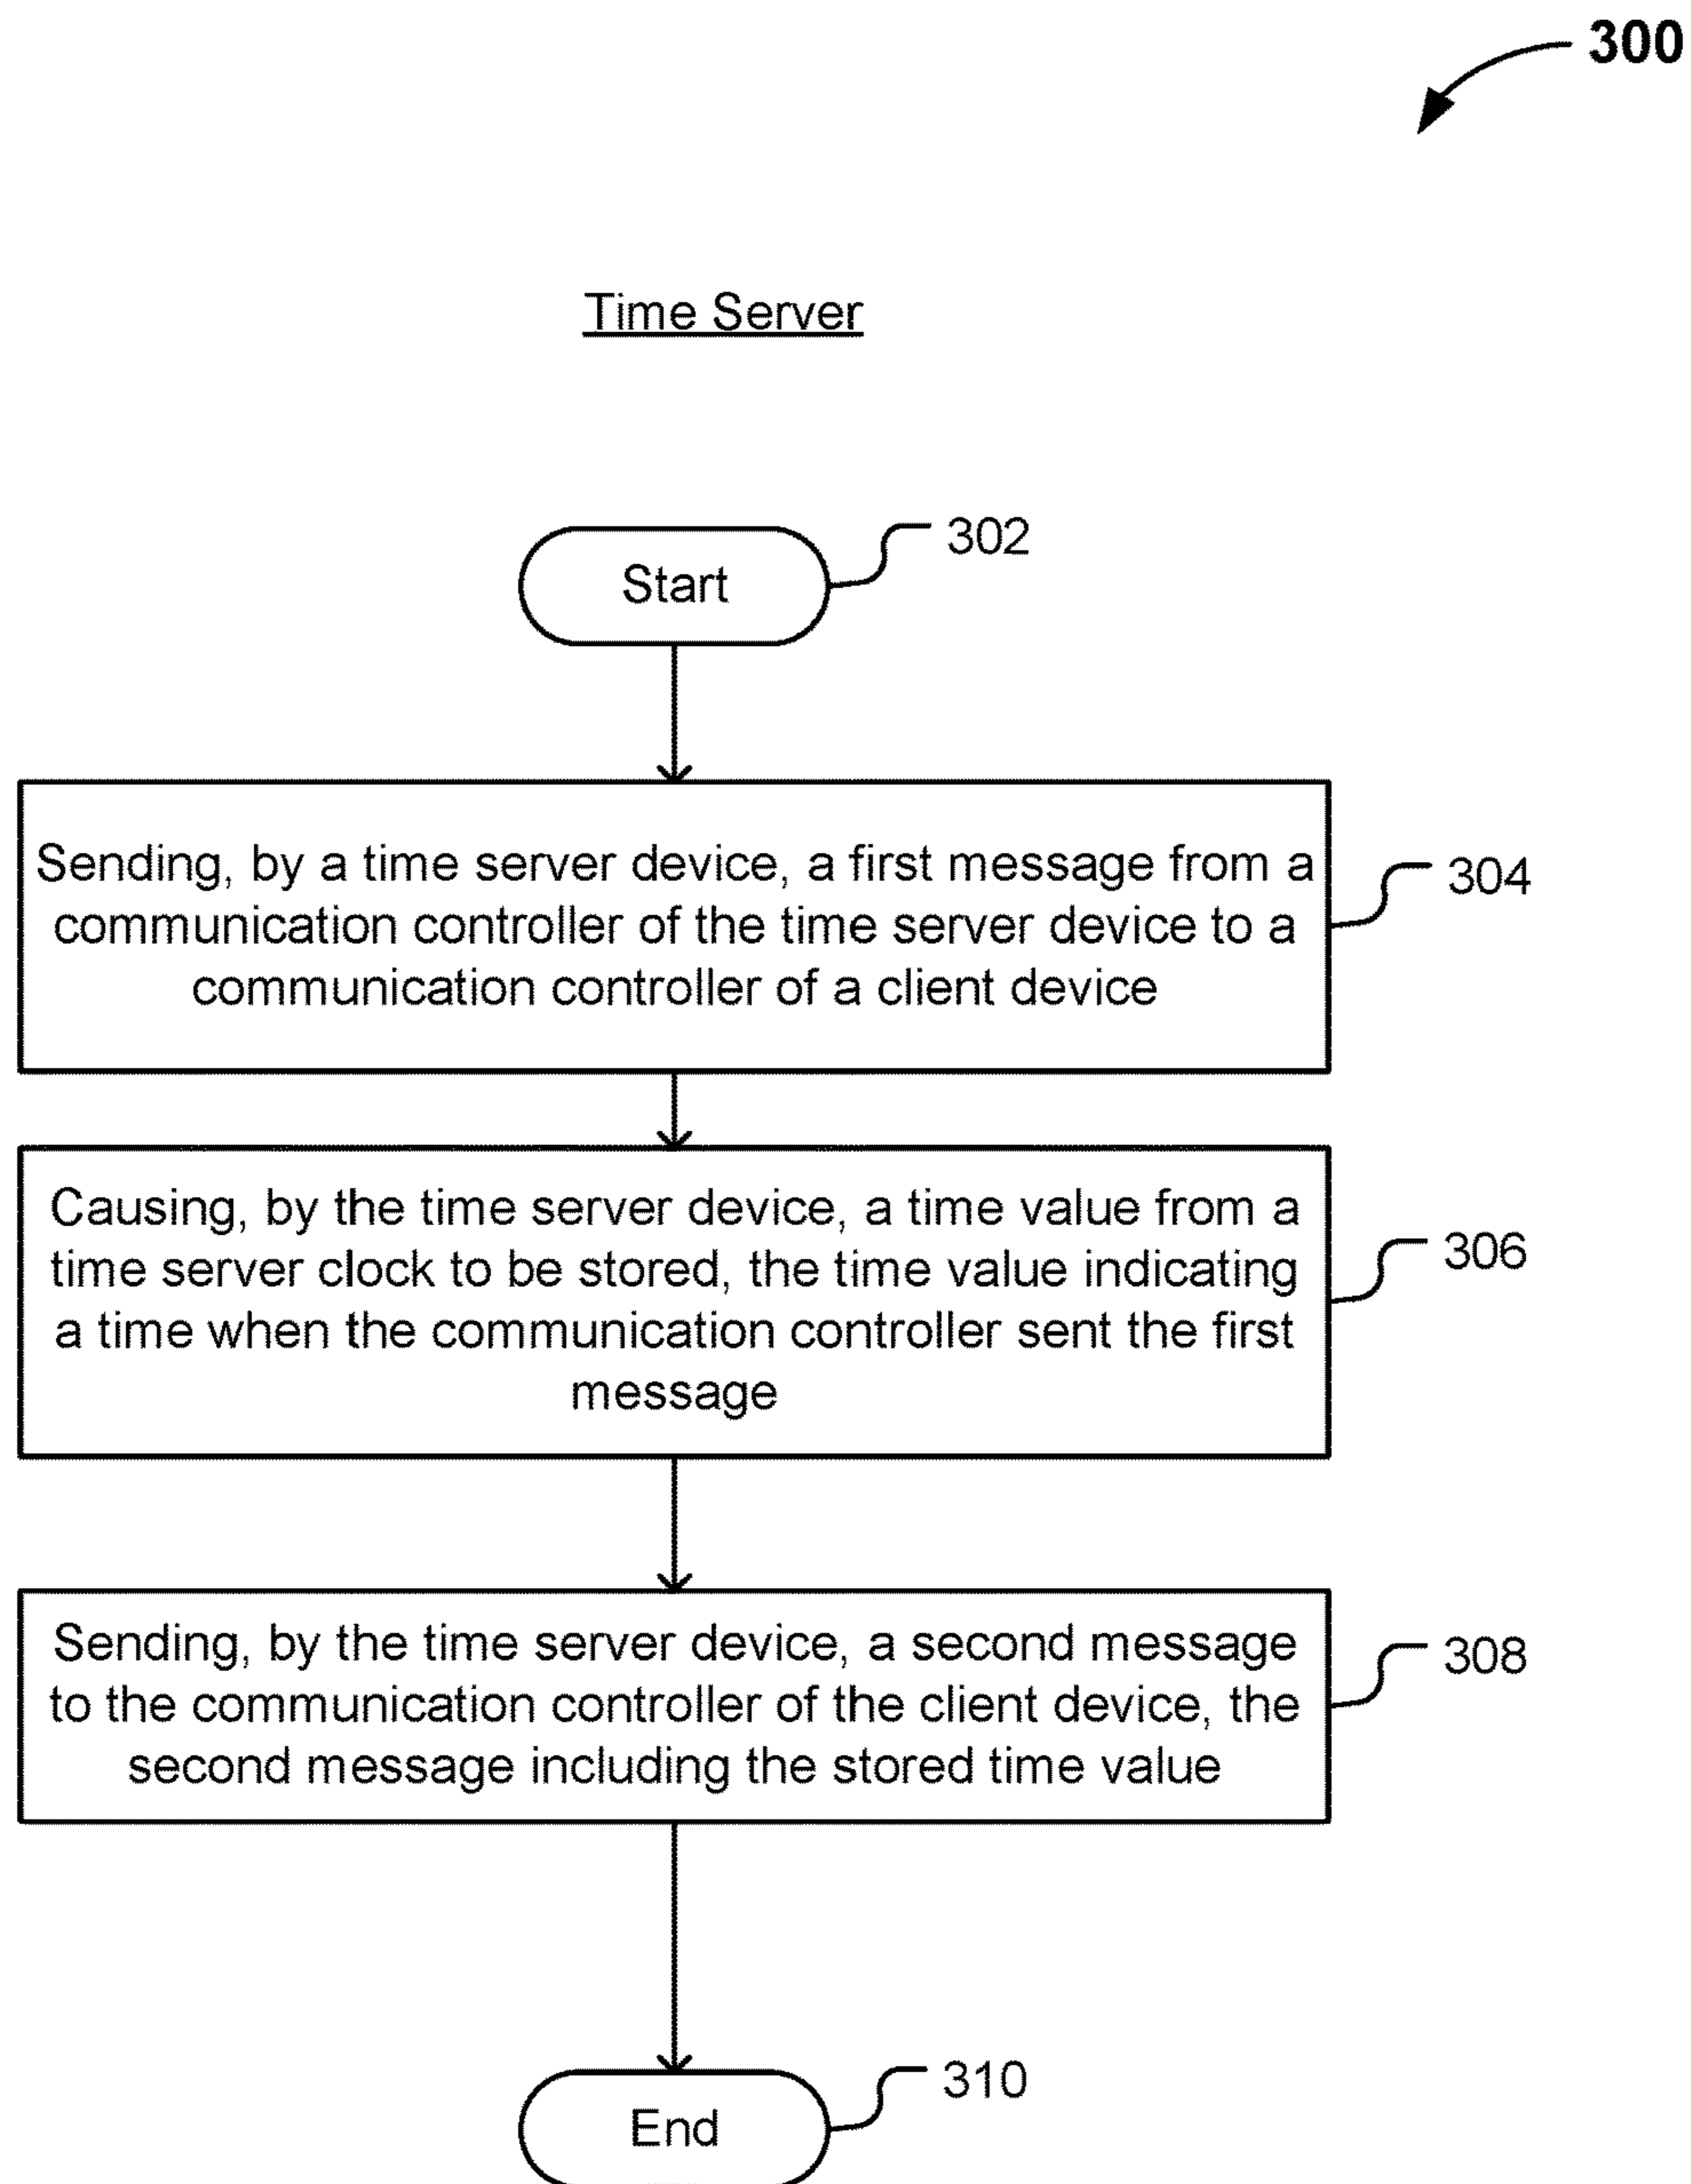 300
Time Server
302
Start
Sending, by a time server device, a first message from a
communication controller of the time server device to a
communication controller of a client device
304
Causing, by the time server device, a time value from a
time server clock to be stored, the time value indicating
a time when the communication controller sent the first
message
306
Sending, by the time server device, a second message
to the communication controller of the client device, the
second message including the stored time value
308
310
End